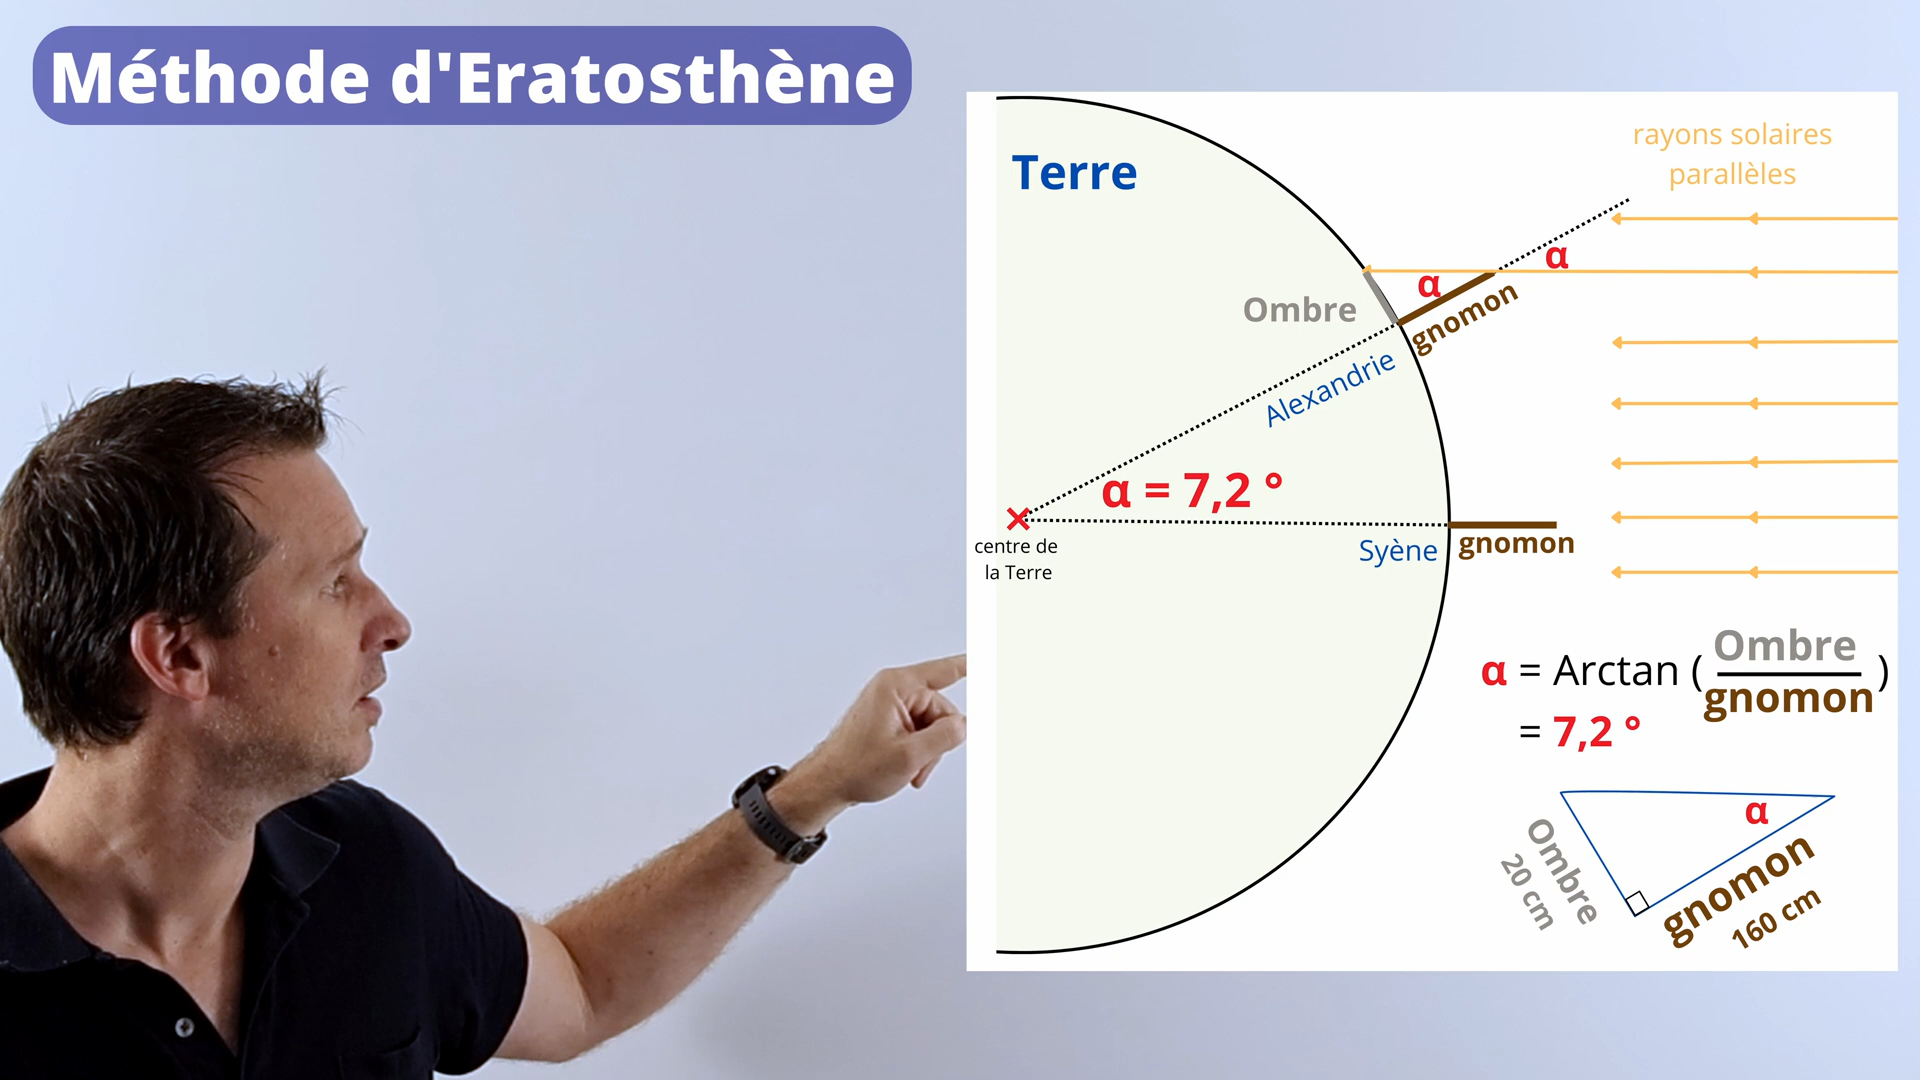 Méthode d'Eratosthène
Terre
rayons solaires
parallèles
α
α
Ombre
gnomon
Alexandrie
α = 7,2 °
centre de
la Terre
Syène
gnomon
α = Arctan ( Ombre / gnomon )
= 7,2 °
α
Ombre
20 cm
gnomon
160 cm